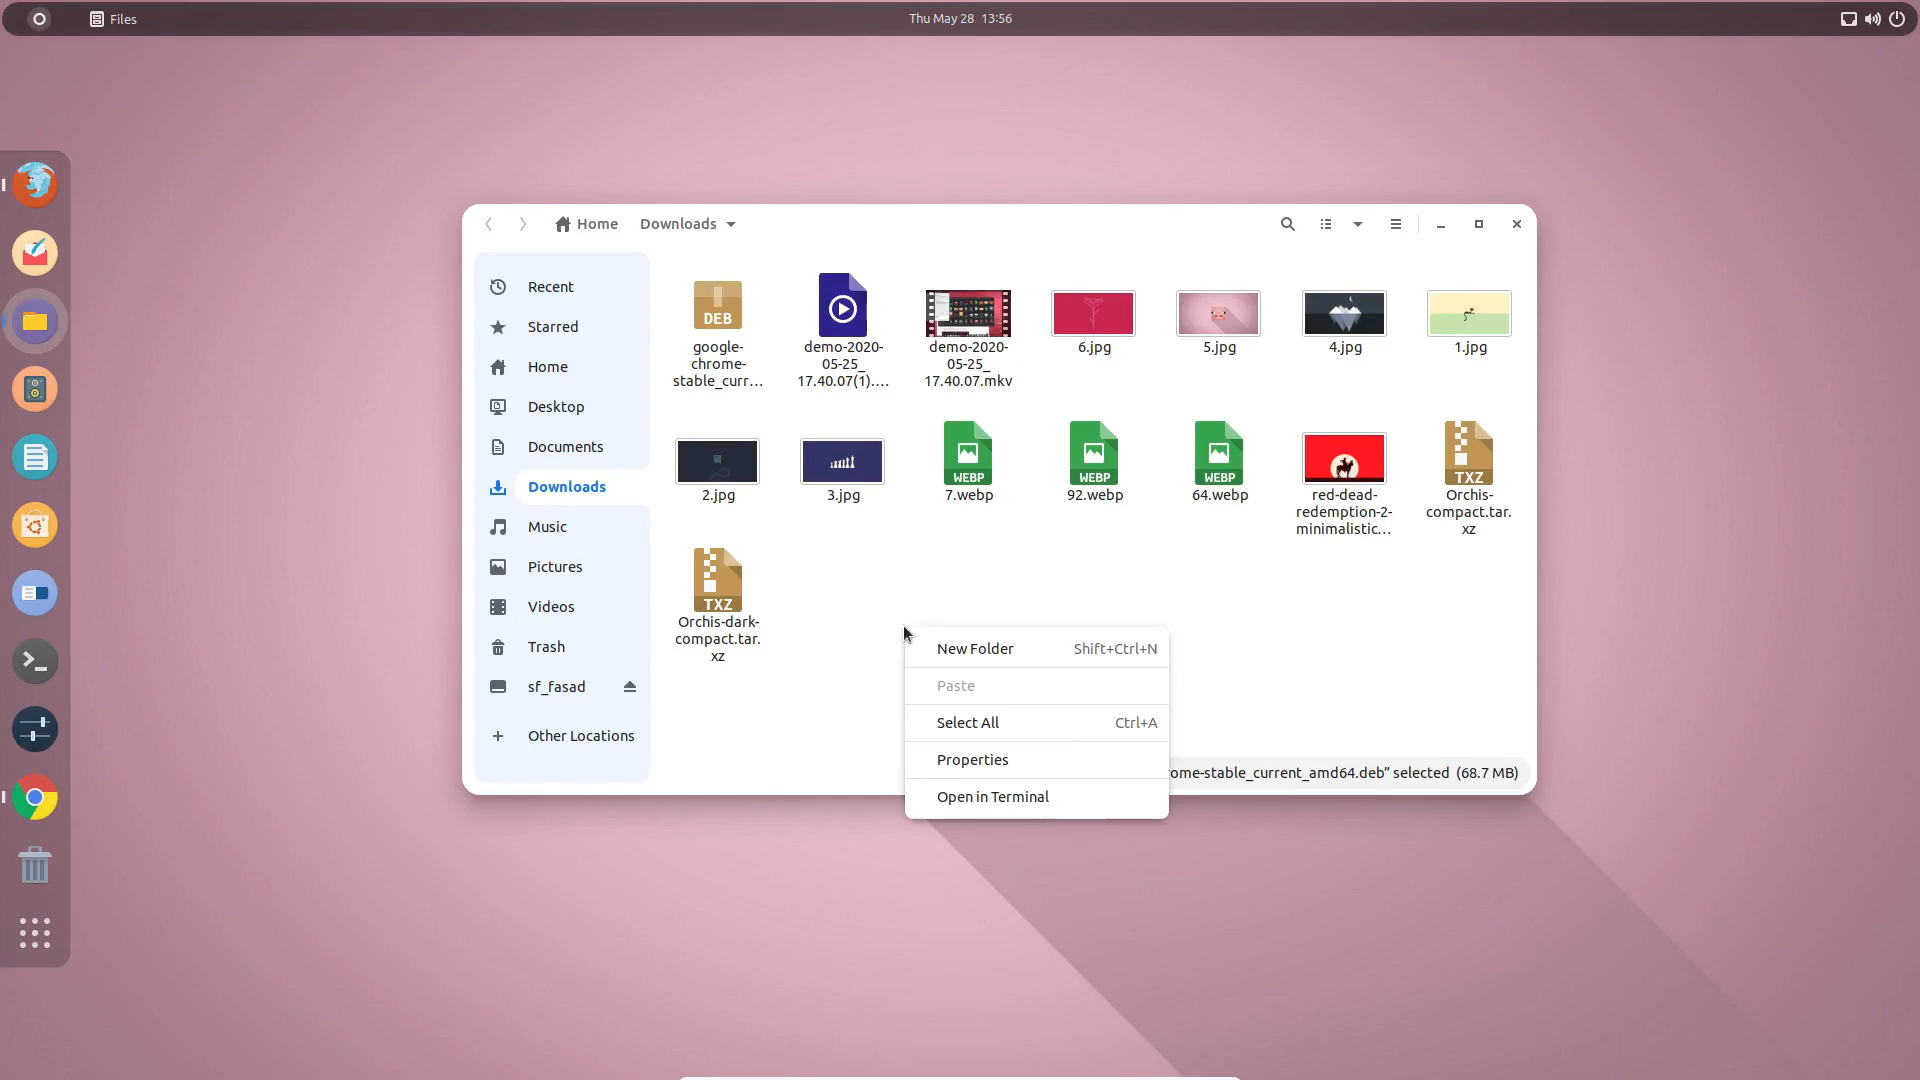 Files
Thu May 28 13:56
Home Downloads
Recent
Starred
Home
Desktop
Documents
Downloads
Music
Pictures
Videos
Trash
sf_fasad
Other Locations
DEB
google-
chrome-
stable_curr...
demo-2020-
05-25_
17.40.07(1)....
demo-2020-
05-25_
17.40.07.mkv
6.jpg
5.jpg
4.jpg
1.jpg
2.jpg
3.jpg
WEBP
7.webp
WEBP
92.webp
WEBP
64.webp
red-dead-
redemption-2-
minimalistic...
TXZ
Orchis-
compact.tar.
xz
TXZ
Orchis-dark-
compact.tar.
xz
New Folder Shift+Ctrl+N
Paste
Select All Ctrl+A
Properties
Open in Terminal
ome-stable_current_amd64.deb” selected (68.7 MB)